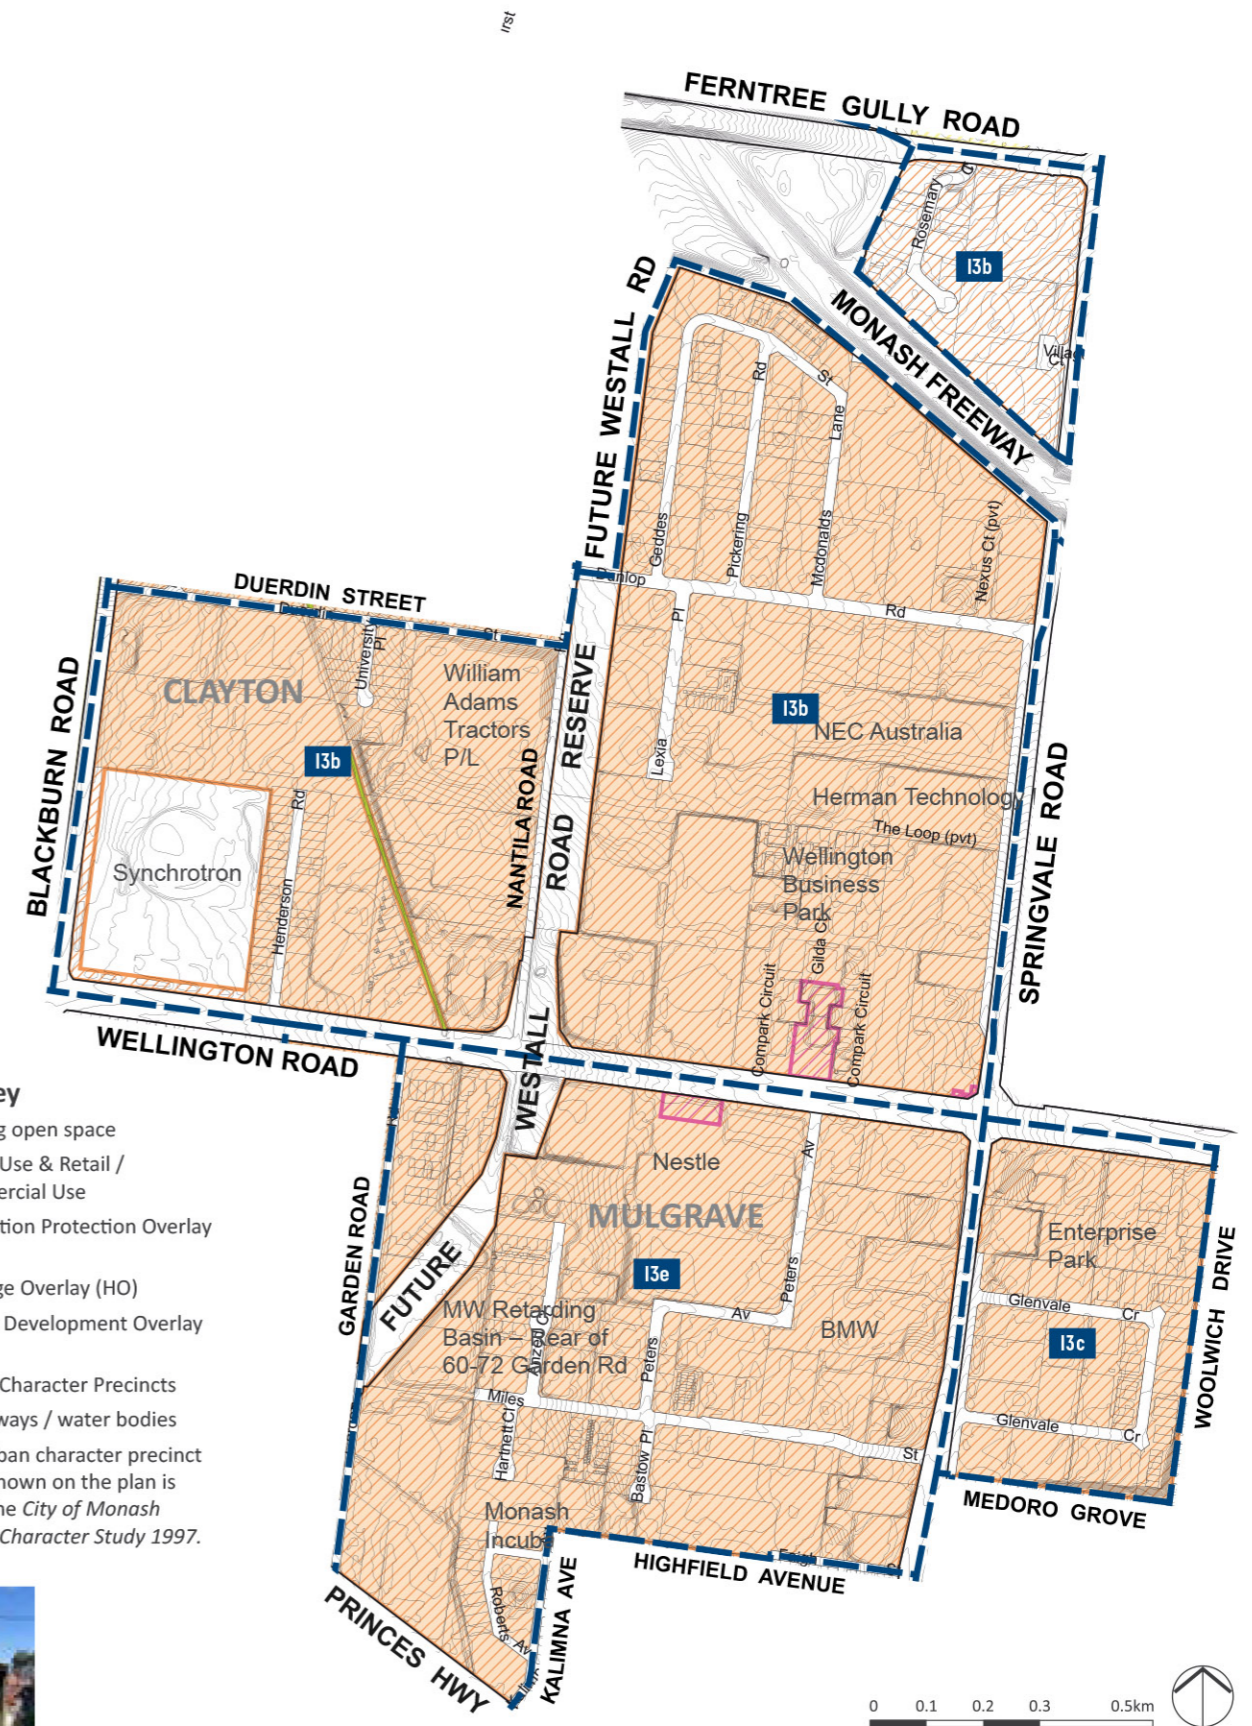 FERNTREE GULLY ROAD
Rosemary
I3b
Villag
Ct
MONASH FREEWAY
FUTURE WESTALL RD
Geddes
Pickering
Rd
St
Lane
Mcdonalds
Nexus Ct (pvt)
Dunlop
Rd
Pl
Lexia
DUERDIN STREET
St
University
Pl
BLACKBURN ROAD
CLAYTON
William
Adams
Tractors
P/L
I3b
Synchrotron
Henderson
Rd
NANTILA ROAD
WESTALL ROAD RESERVE
I3b
NEC Australia
Herman Technology
The Loop (pvt)
Wellington
Business
Park
Gilda Ct
Compark Circuit
Compark Circuit
SPRINGVALE ROAD
WELLINGTON ROAD
ey
g open space
Use & Retail /
ercial Use
tion Protection Overlay
ge Overlay (HO)
Development Overlay
Character Precincts
ways / water bodies
ban character precinct
hown on the plan is
he City of Monash
Character Study 1997.
GARDEN ROAD
FUTURE
Nestle
MULGRAVE
I3e
Av
Peters
Av
Peters
MW Retarding
Basin – Rear of
60-72 Garden Rd
BMW
Miles
St
Hartnett Cl
Bastow Pl
Enterprise
Park
Glenvale
Cr
I3c
Glenvale
Cr
WOOLWICH DRIVE
MEDORO GROVE
Monash
Incub
Roberts
Av
HIGHFIELD AVENUE
KALIMNA AVE
PRINCES HWY
0 0.1 0.2 0.3 0.5km